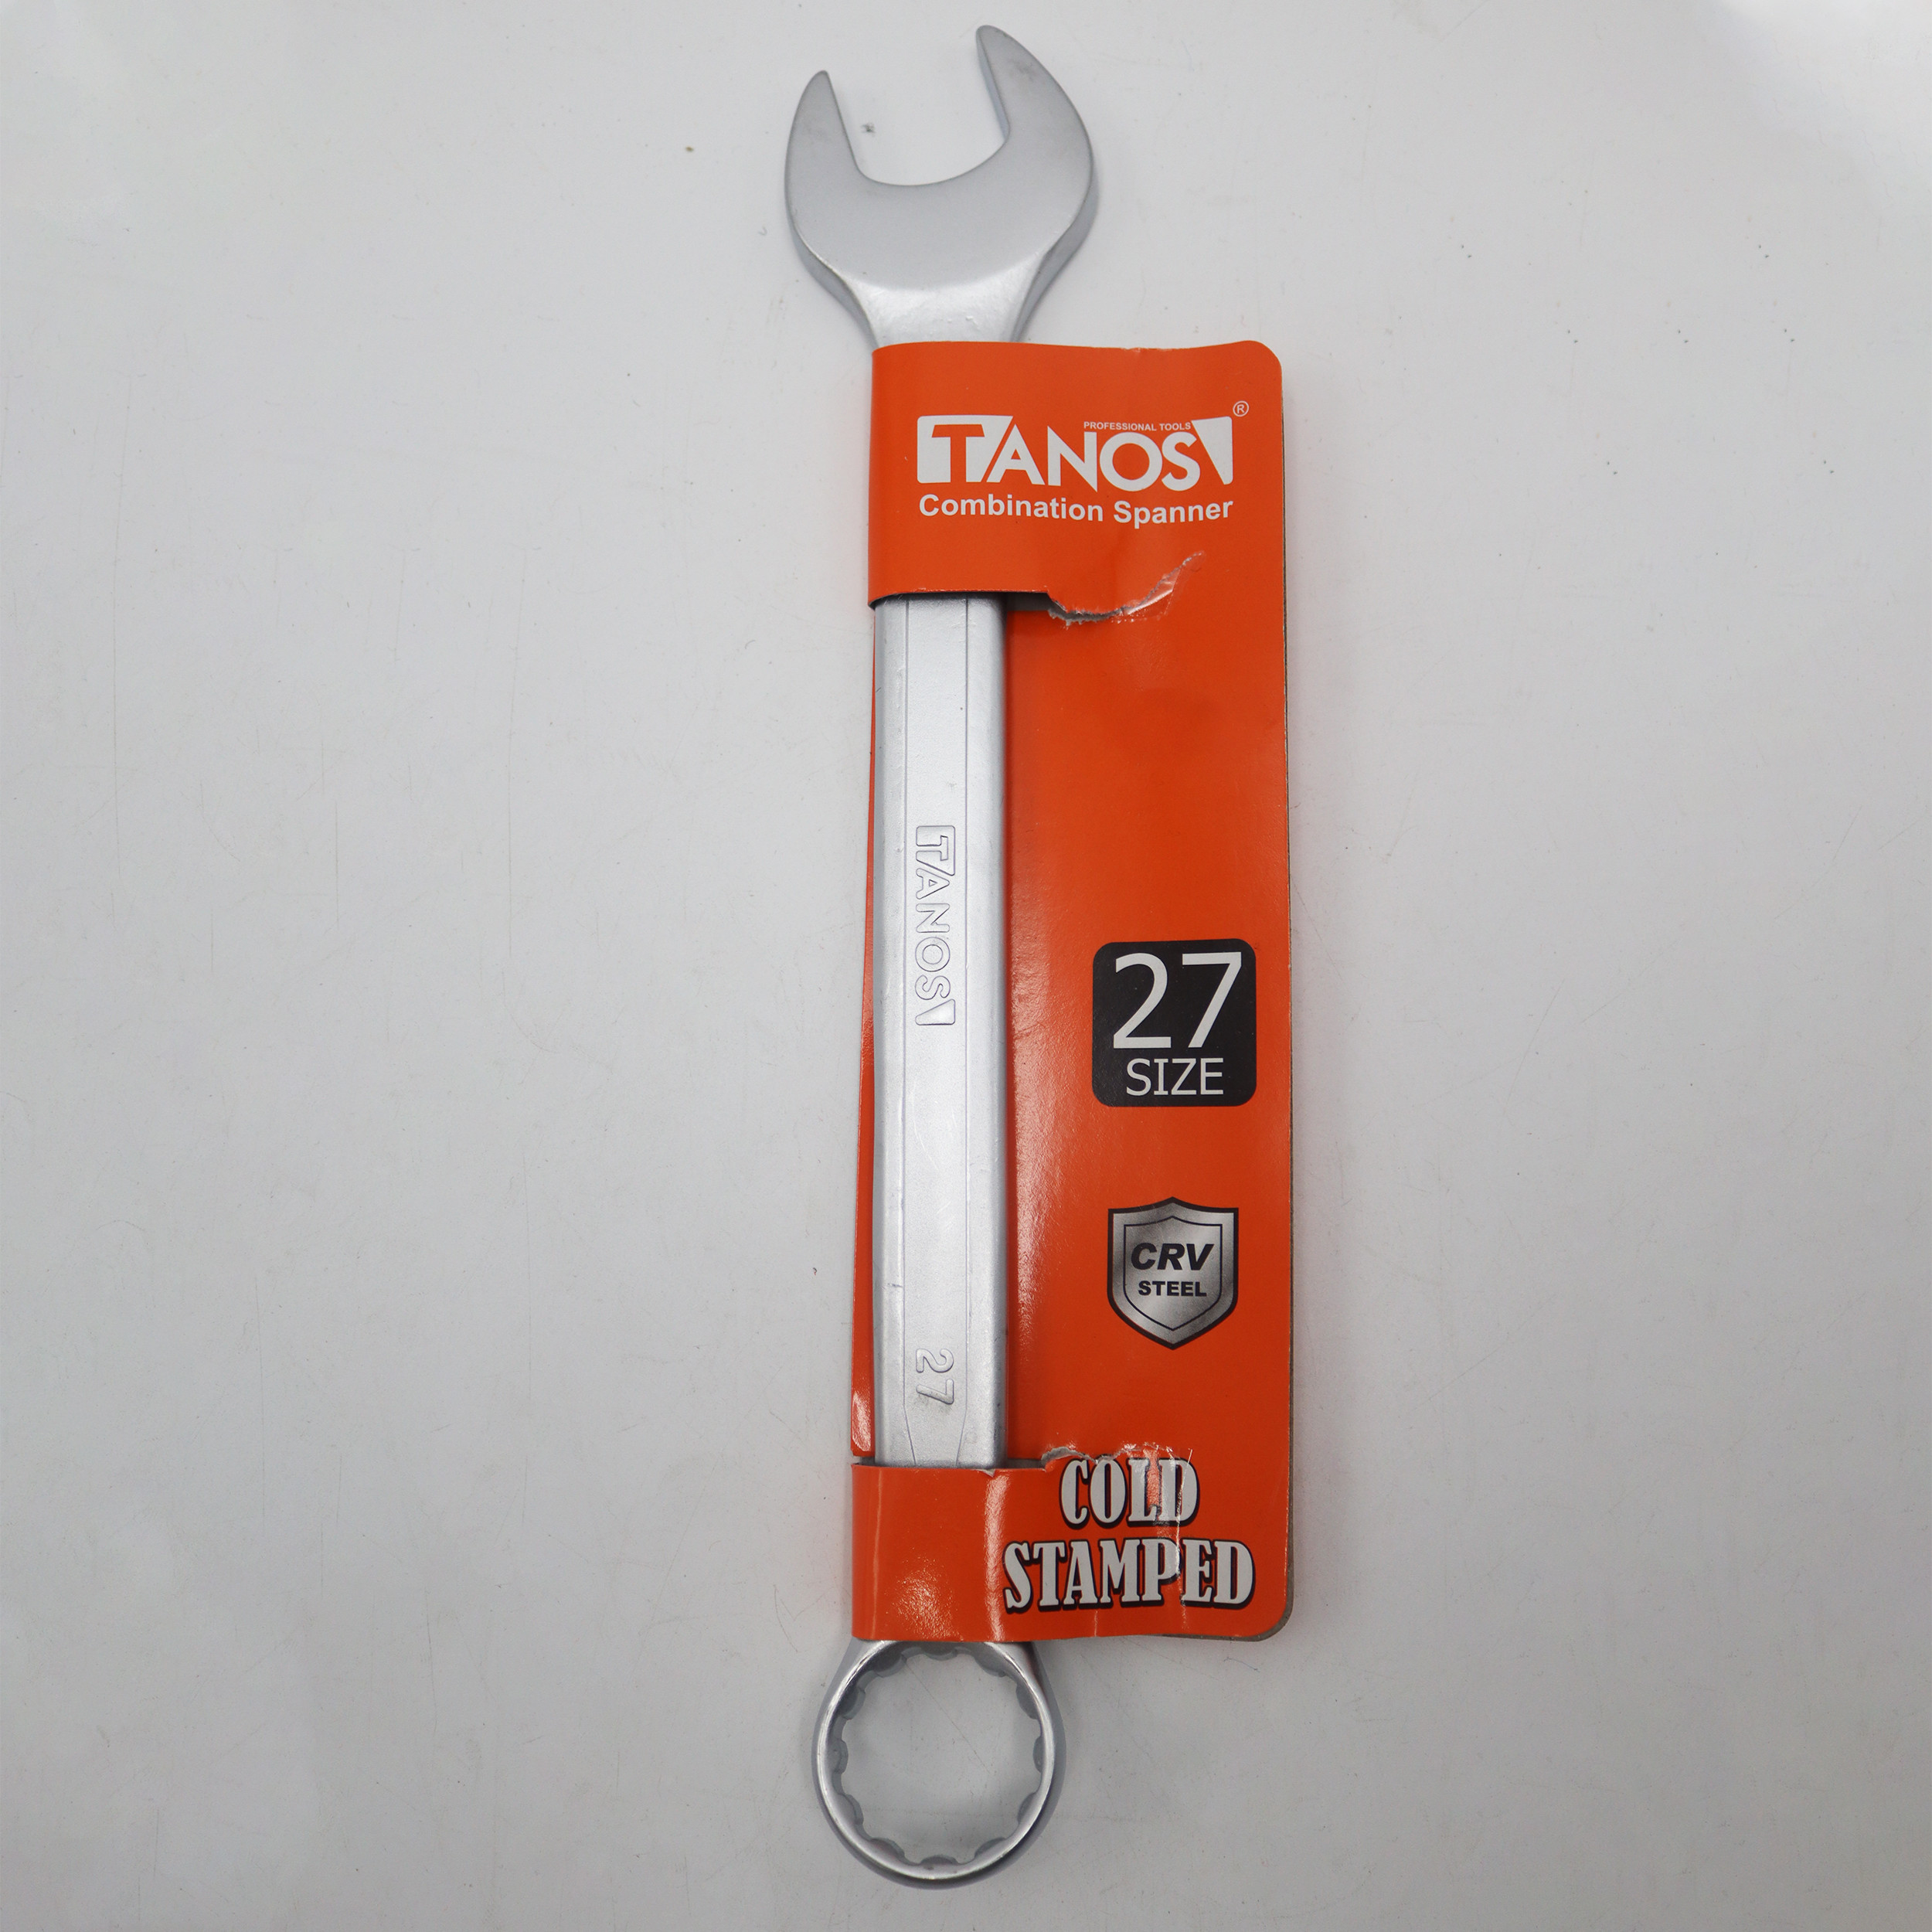 PROFESSIONAL TOOLS
TANOS®
Combination Spanner
TANOS
27
SIZE
CRV
STEEL
27
COLD
STAMPED